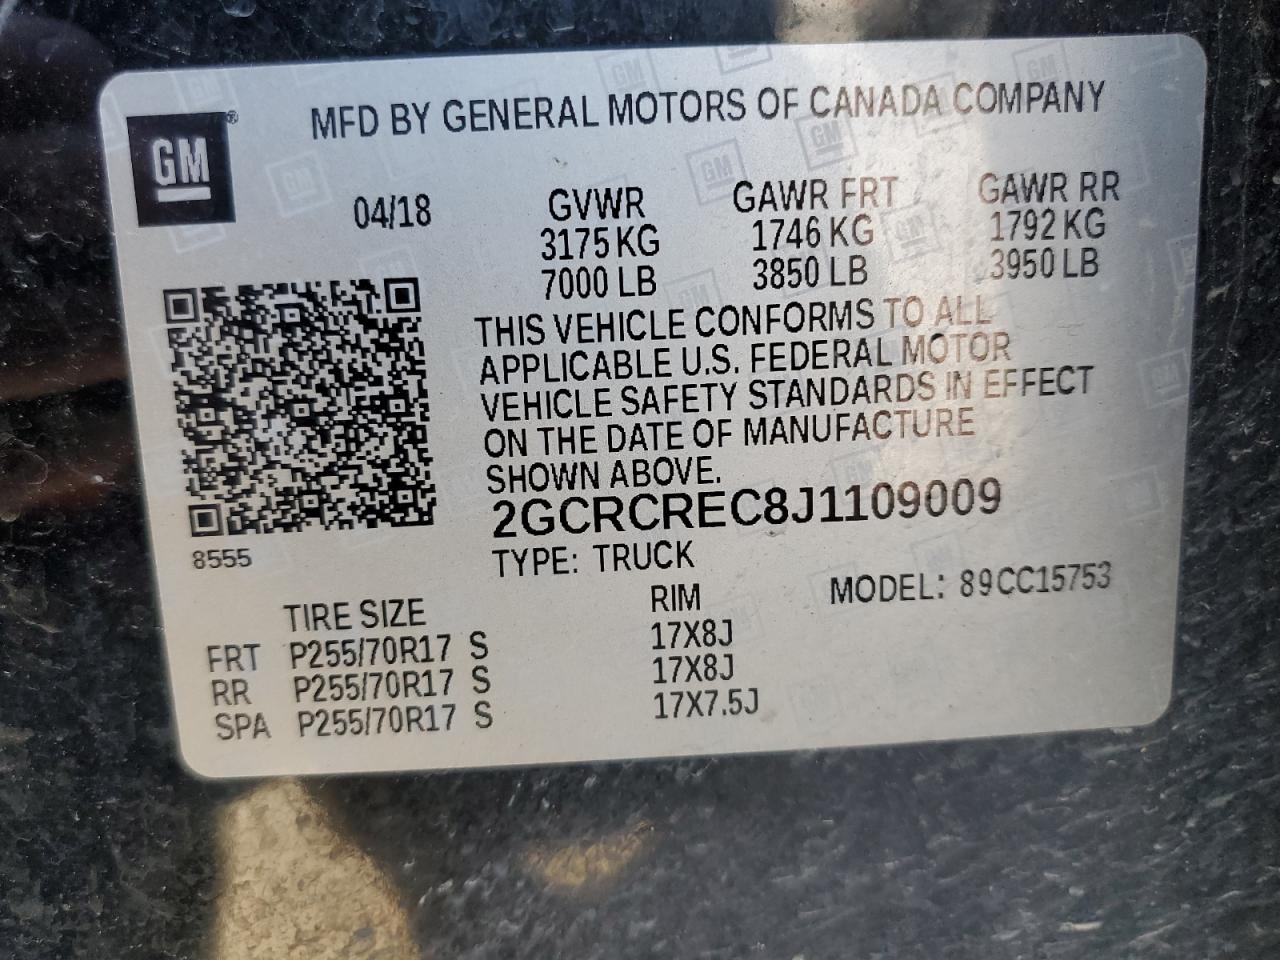 GM®
MFD BY GENERAL MOTORS OF CANADA COMPANY
04/18 GVWR GAWR FRT GAWR RR
3175 KG 1746 KG 1792 KG
7000 LB 3850 LB 3950 LB
THIS VEHICLE CONFORMS TO ALL
APPLICABLE U.S. FEDERAL MOTOR
VEHICLE SAFETY STANDARDS IN EFFECT
ON THE DATE OF MANUFACTURE
SHOWN ABOVE.
2GCRCREC8J1109009
8555
TYPE: TRUCK
MODEL: 89CC15753
TIRE SIZE RIM
FRT P255/70R17 S 17X8J
RR P255/70R17 S 17X8J
SPA P255/70R17 S 17X7.5J